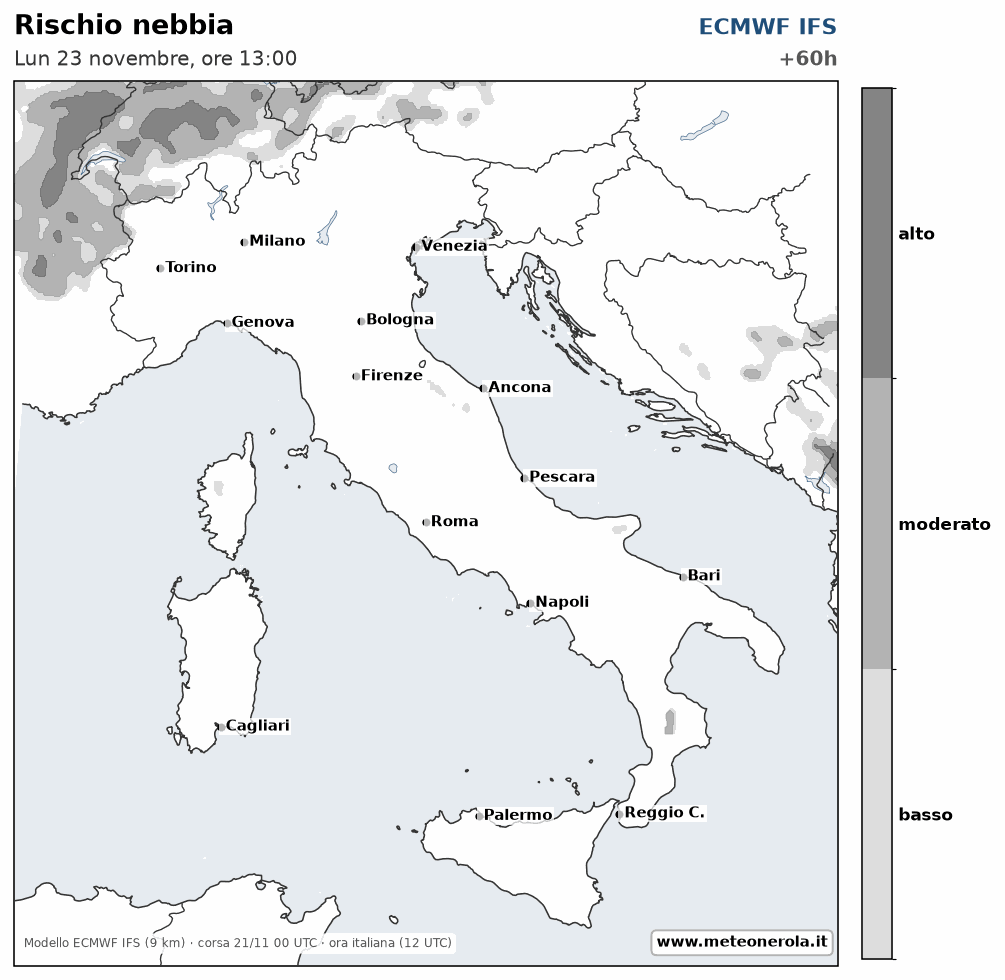 Rischio nebbia
ECMWF IFS
Lun 23 novembre, ore 13:00
+60h
Milano
Venezia
Torino
Genova
Bologna
Firenze
Ancona
Pescara
Roma
Bari
Napoli
Cagliari
Palermo
Reggio C.
alto
moderato
basso
Modello ECMWF IFS (9 km) · corsa 21/11 00 UTC · ora italiana (12 UTC)
www.meteonerola.it